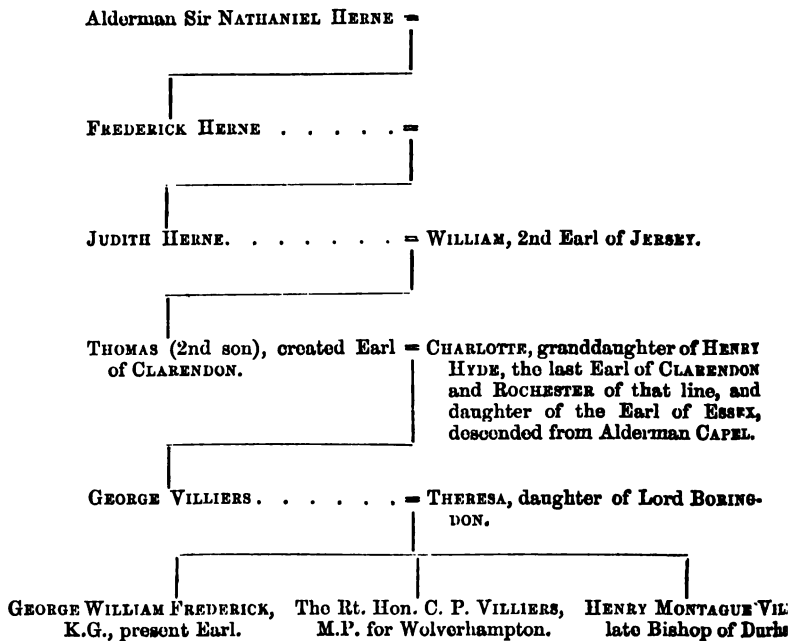 Alderman Sir NATHANIEL HERNE =
FREDERICK HERNE . . . . . =
JUDITH HERNE. . . . . . . = WILLIAM, 2nd Earl of JERSEY.
THOMAS (2nd son), created Earl = CHARLOTTE, granddaughter of HENRY
of CLARENDON. HYDE, the last Earl of CLARENDON
and ROCHESTER of that line, and
daughter of the Earl of ESSEX,
descended from Alderman CAPEL.
GEORGE VILLIERS. . . . . . = THERESA, daughter of Lord BORING-
DON.
GEORGE WILLIAM FREDERICK, The Rt. Hon. C. P. VILLIERS, HENRY MONTAGUE VIL
K.G., present Earl. M.P. for Wolverhampton. late Bishop of Durh